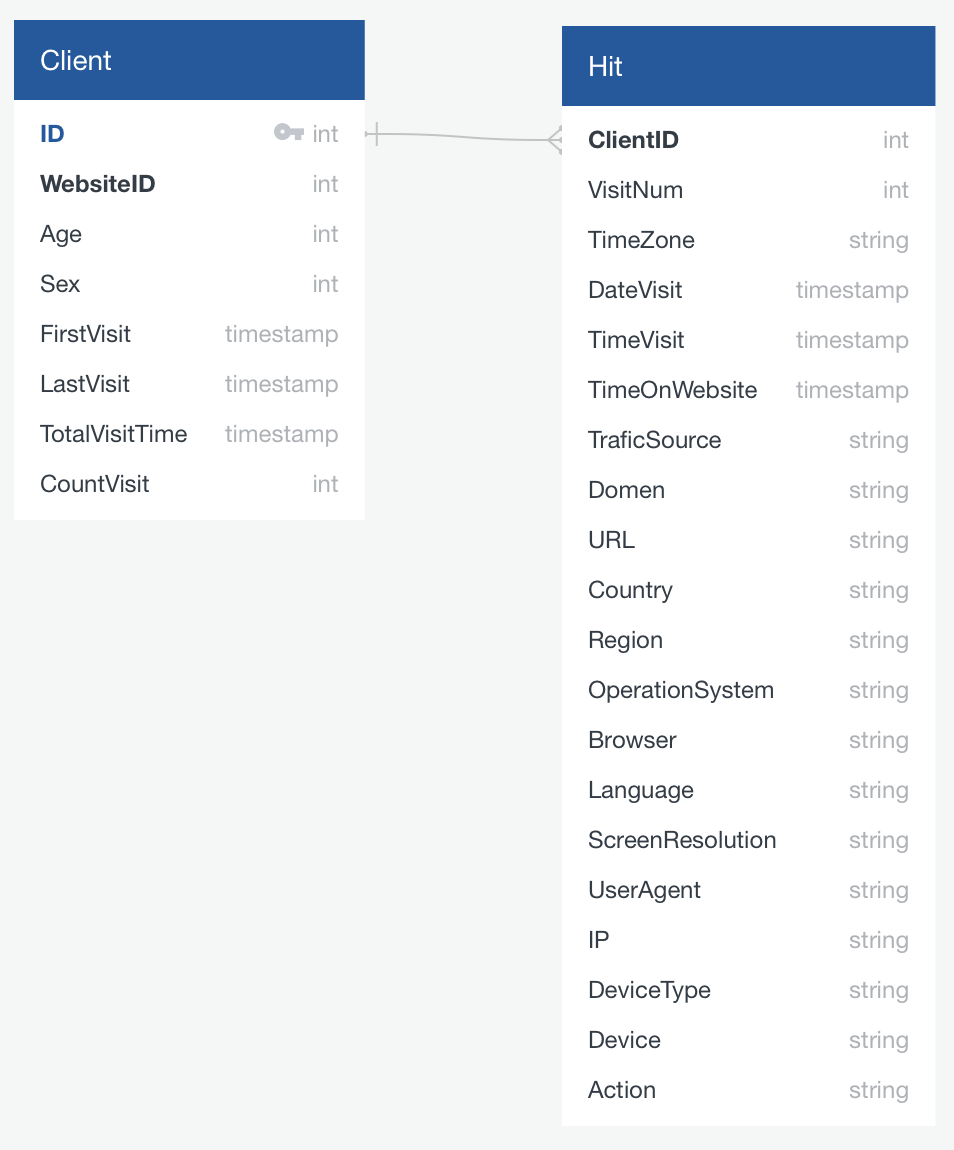 Client
ID int
WebsiteID int
Age int
Sex int
FirstVisit timestamp
LastVisit timestamp
TotalVisitTime timestamp
CountVisit int
Hit
ClientID int
VisitNum int
TimeZone string
DateVisit timestamp
TimeVisit timestamp
TimeOnWebsite timestamp
TraficSource string
Domen string
URL string
Country string
Region string
OperationSystem string
Browser string
Language string
ScreenResolution string
UserAgent string
IP string
DeviceType string
Device string
Action string